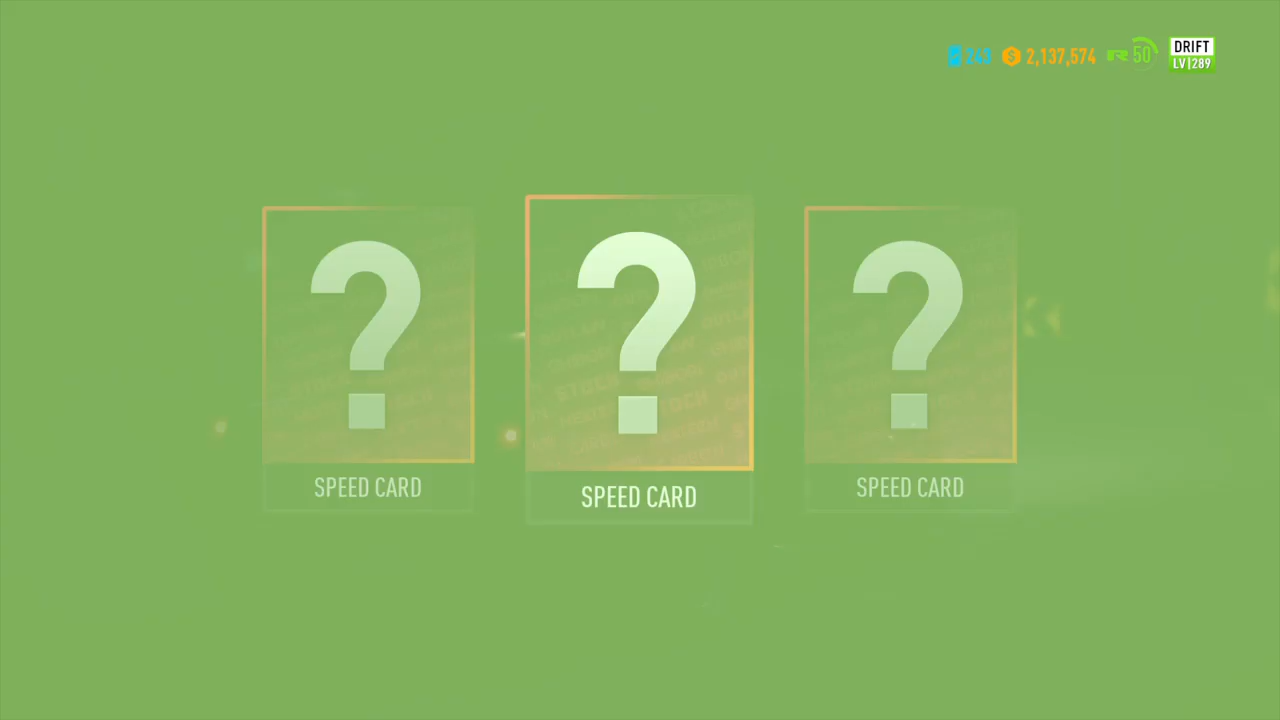 243 2,137,574 R 50 DRIFT
LV|289
?
?
?
SPEED CARD
SPEED CARD
SPEED CARD